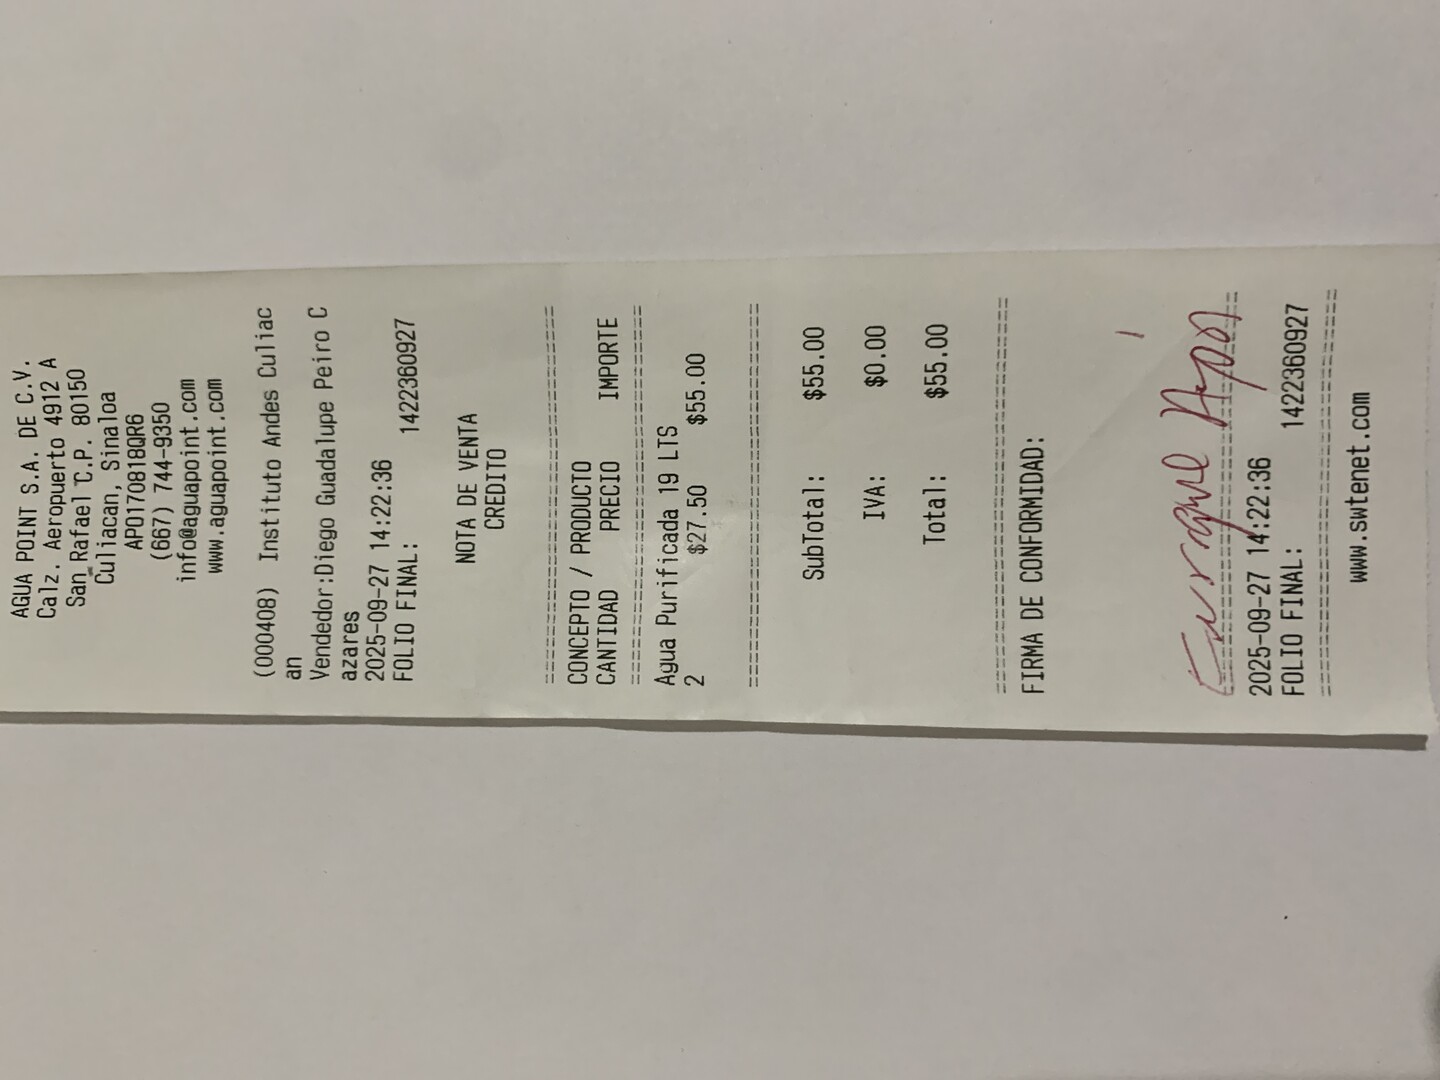 AGUA POINT S.A. DE C.V.
Calz. Aeropuerto 4912 A
San Rafael C.P. 80150
Culiacan, Sinaloa
APO170818QR6
(667) 744-9350
info@aguapoint.com
www.aguapoint.com
(000408) Instituto Andes Culiac
an
Vendedor:Diego Guadalupe Peiro C
azares
2025-09-27 14:22:36
FOLIO FINAL: 1422360927
NOTA DE VENTA
CREDITO
CONCEPTO / PRODUCTO
CANTIDAD PRECIO IMPORTE
Agua Purificada 19 LTS
2 $27.50 $55.00
SubTotal: $55.00
IVA: $0.00
Total: $55.00
FIRMA DE CONFORMIDAD:
2025-09-27 14:22:36
FOLIO FINAL: 1422360927
www.swtenet.com